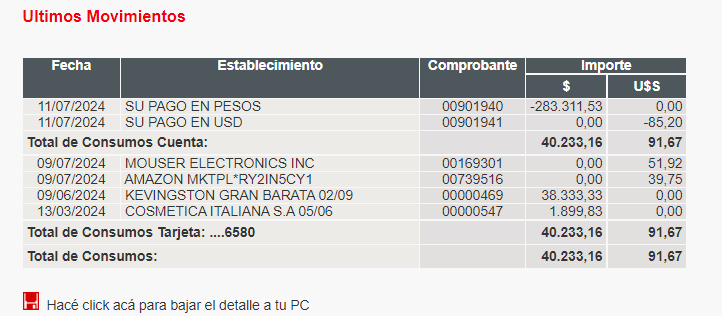 Ultimos Movimientos
Fecha Establecimiento Comprobante Importe
$ U$S
11/07/2024 SU PAGO EN PESOS 00901940 -283.311,53 0,00
11/07/2024 SU PAGO EN USD 00901941 0,00 -85,20
Total de Consumos Cuenta: 40.233,16 91,67
09/07/2024 MOUSER ELECTRONICS INC 00169301 0,00 51,92
09/07/2024 AMAZON MKTPL*RY2IN5CY1 00739516 0,00 39,75
09/06/2024 KEVINGSTON GRAN BARATA 02/09 00000469 38.333,33 0,00
13/03/2024 COSMETICA ITALIANA S.A 05/06 00000547 1.899,83 0,00
Total de Consumos Tarjeta: ....6580 40.233,16 91,67
Total de Consumos: 40.233,16 91,67
Hacé click acá para bajar el detalle a tu PC